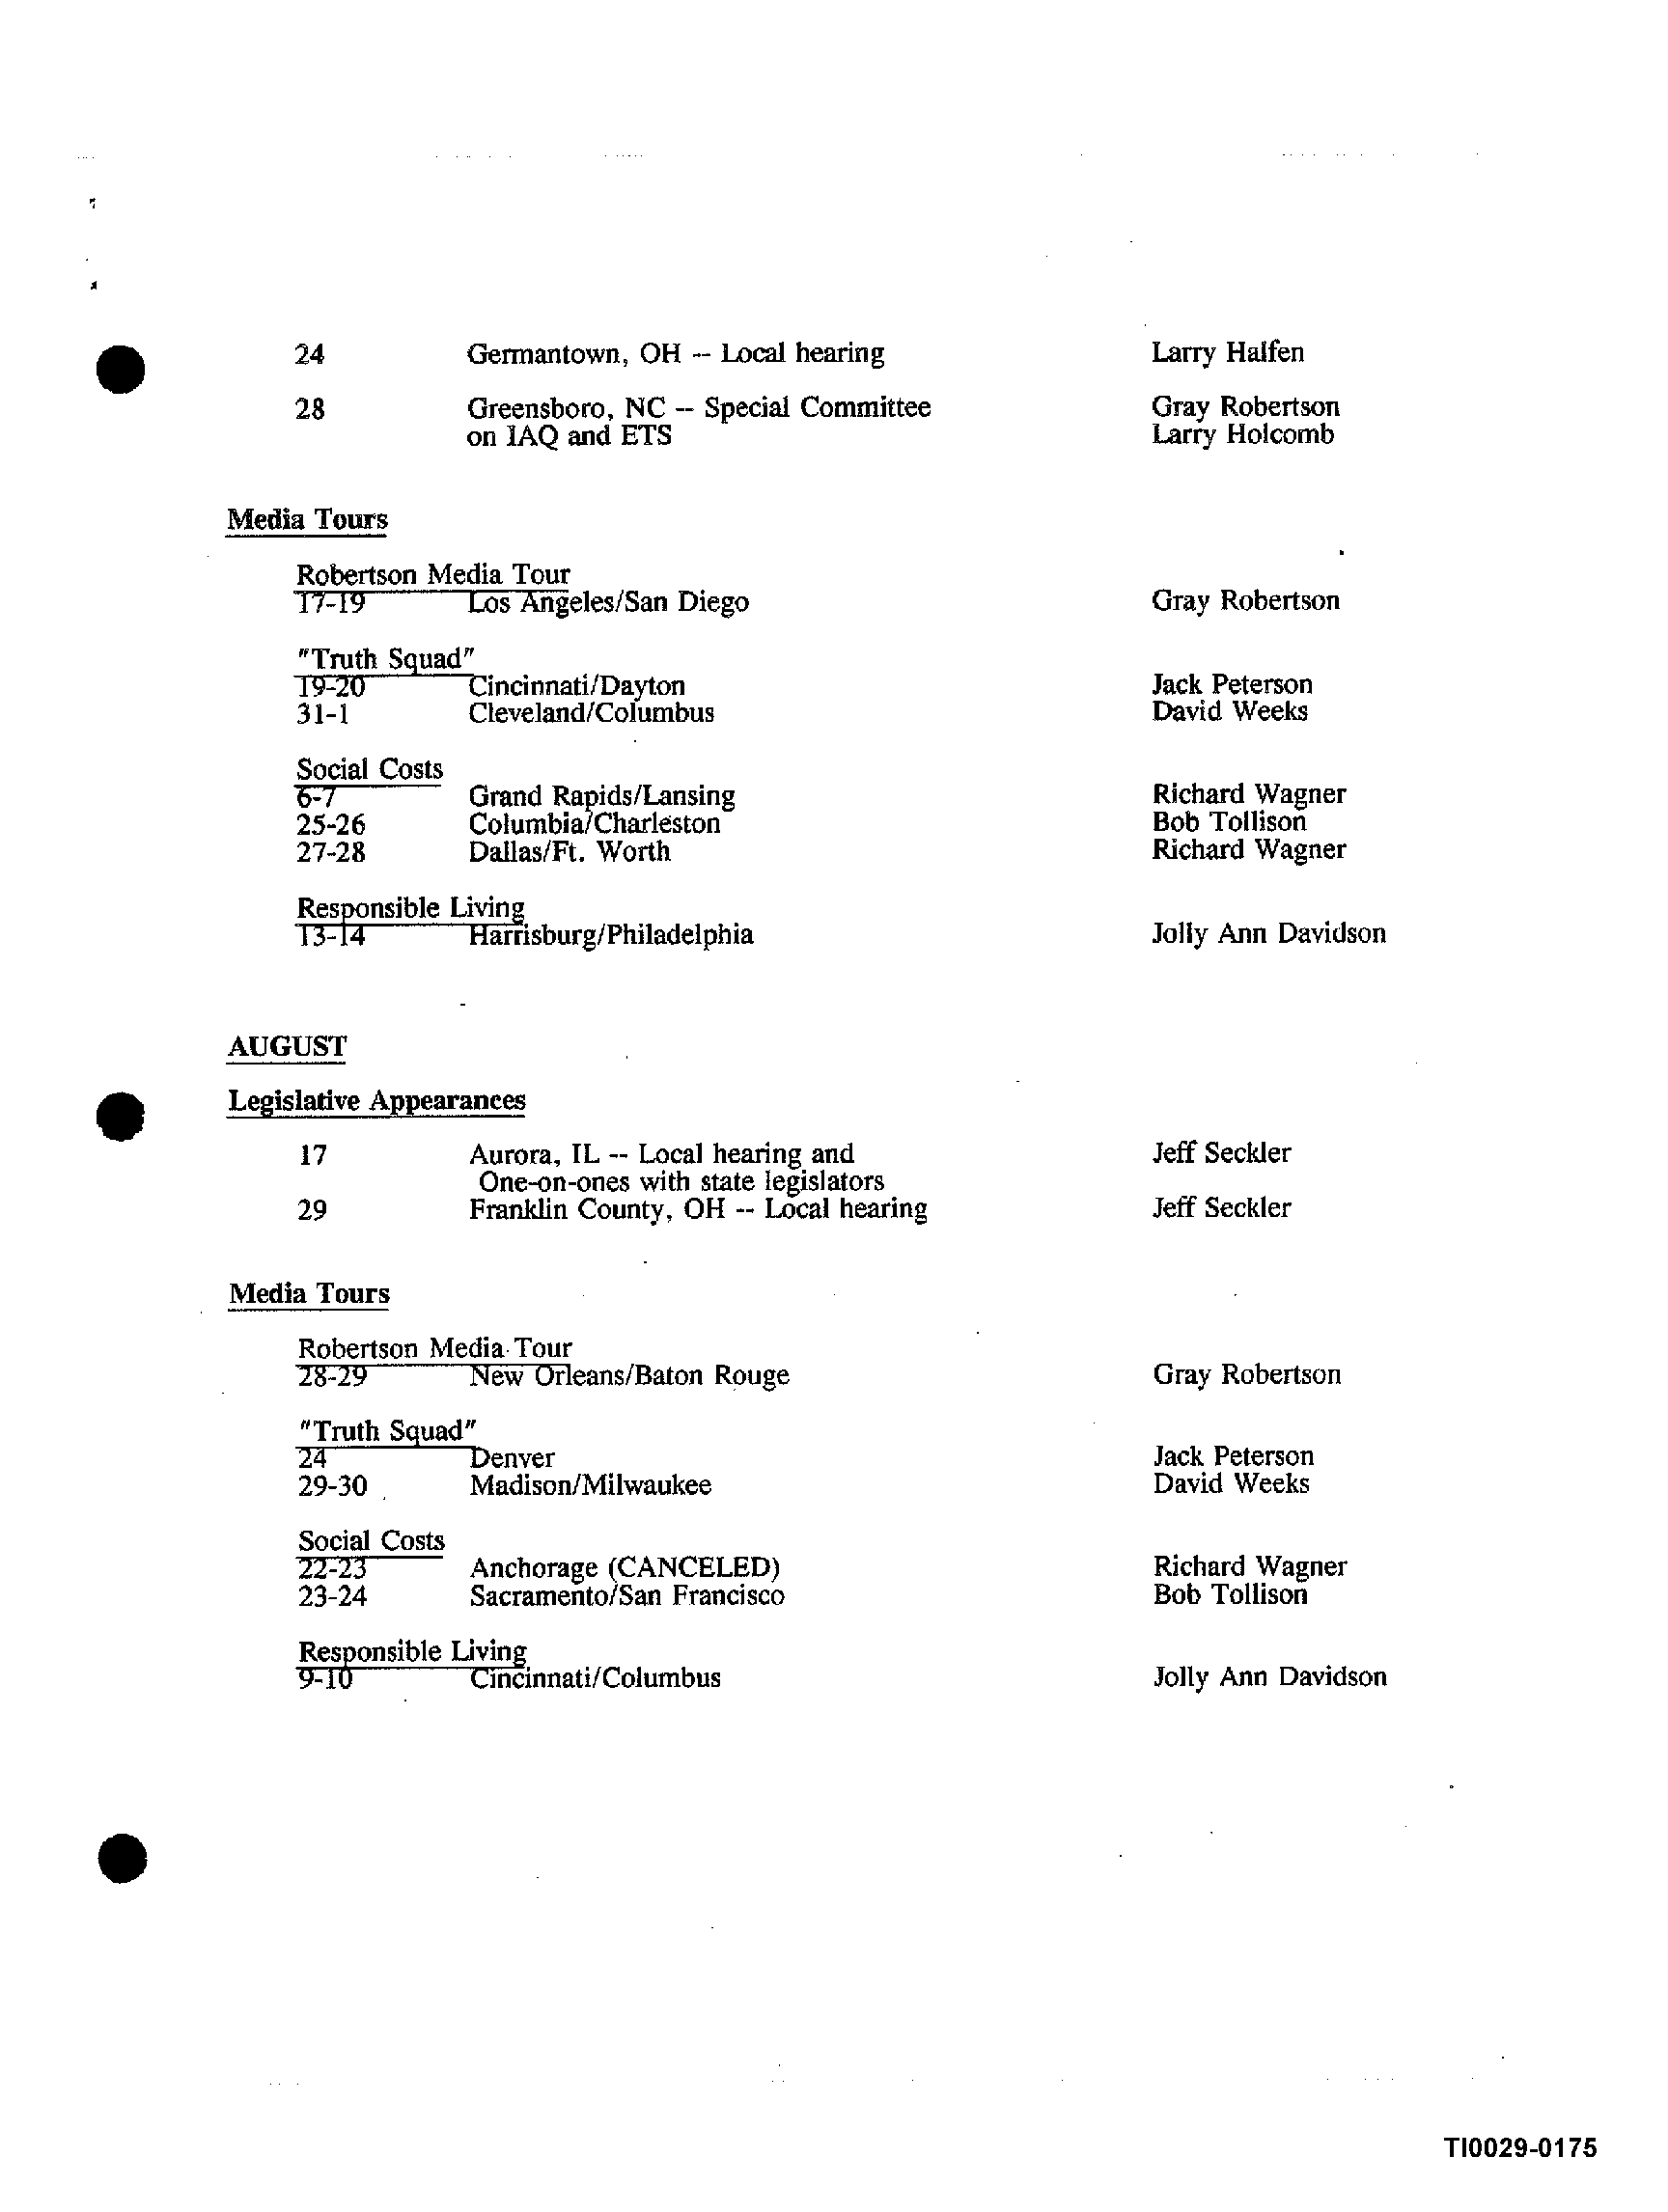 24 Germantown, OH -- Local hearing Larry Halfen
28 Greensboro, NC -- Special Committee Gray Robertson
on IAQ and ETS Larry Holcomb
Media Tours
Robertson Media Tour
17-19 Los Angeles/San Diego Gray Robertson
"Truth Squad"
19-20 Cincinnati/Dayton Jack Peterson
31-1 Cleveland/Columbus David Weeks
Social Costs
6-7 Grand Rapids/Lansing Richard Wagner
25-26 Columbia/Charleston Bob Tollison
27-28 Dallas/Ft. Worth Richard Wagner
Responsible Living
13-14 Harrisburg/Philadelphia Jolly Ann Davidson
AUGUST
Legislative Appearances
17 Aurora, IL -- Local hearing and Jeff Seckler
One-on-ones with state legislators
29 Franklin County, OH -- Local hearing Jeff Seckler
Media Tours
Robertson Media Tour
28-29 New Orleans/Baton Rouge Gray Robertson
"Truth Squad"
24 Denver Jack Peterson
29-30 Madison/Milwaukee David Weeks
Social Costs
22-23 Anchorage (CANCELED) Richard Wagner
23-24 Sacramento/San Francisco Bob Tollison
Responsible Living
9-10 Cincinnati/Columbus Jolly Ann Davidson
TI0029-0175